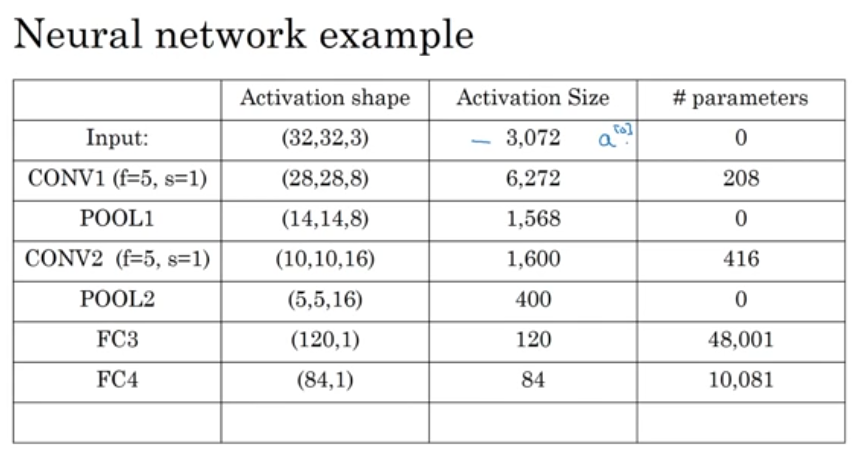 Neural network example
Activation shape Activation Size # parameters
Input: (32,32,3) – 3,072 a[0] 0
CONV1 (f=5, s=1) (28,28,8) 6,272 208
POOL1 (14,14,8) 1,568 0
CONV2 (f=5, s=1) (10,10,16) 1,600 416
POOL2 (5,5,16) 400 0
FC3 (120,1) 120 48,001
FC4 (84,1) 84 10,081